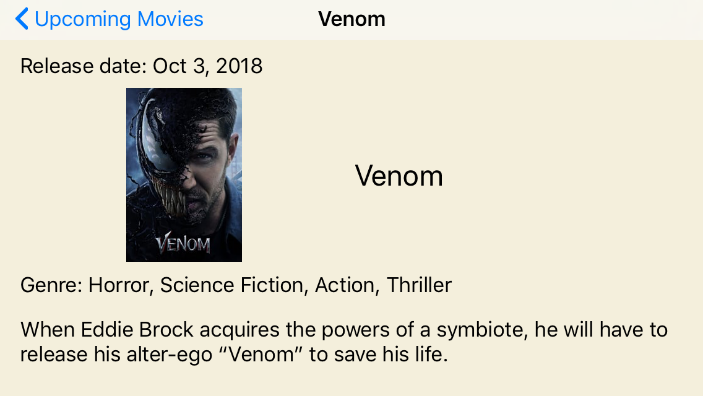 Upcoming Movies
Venom
Release date: Oct 3, 2018
VENOM
Venom
Genre: Horror, Science Fiction, Action, Thriller
When Eddie Brock acquires the powers of a symbiote, he will have to
release his alter-ego “Venom” to save his life.